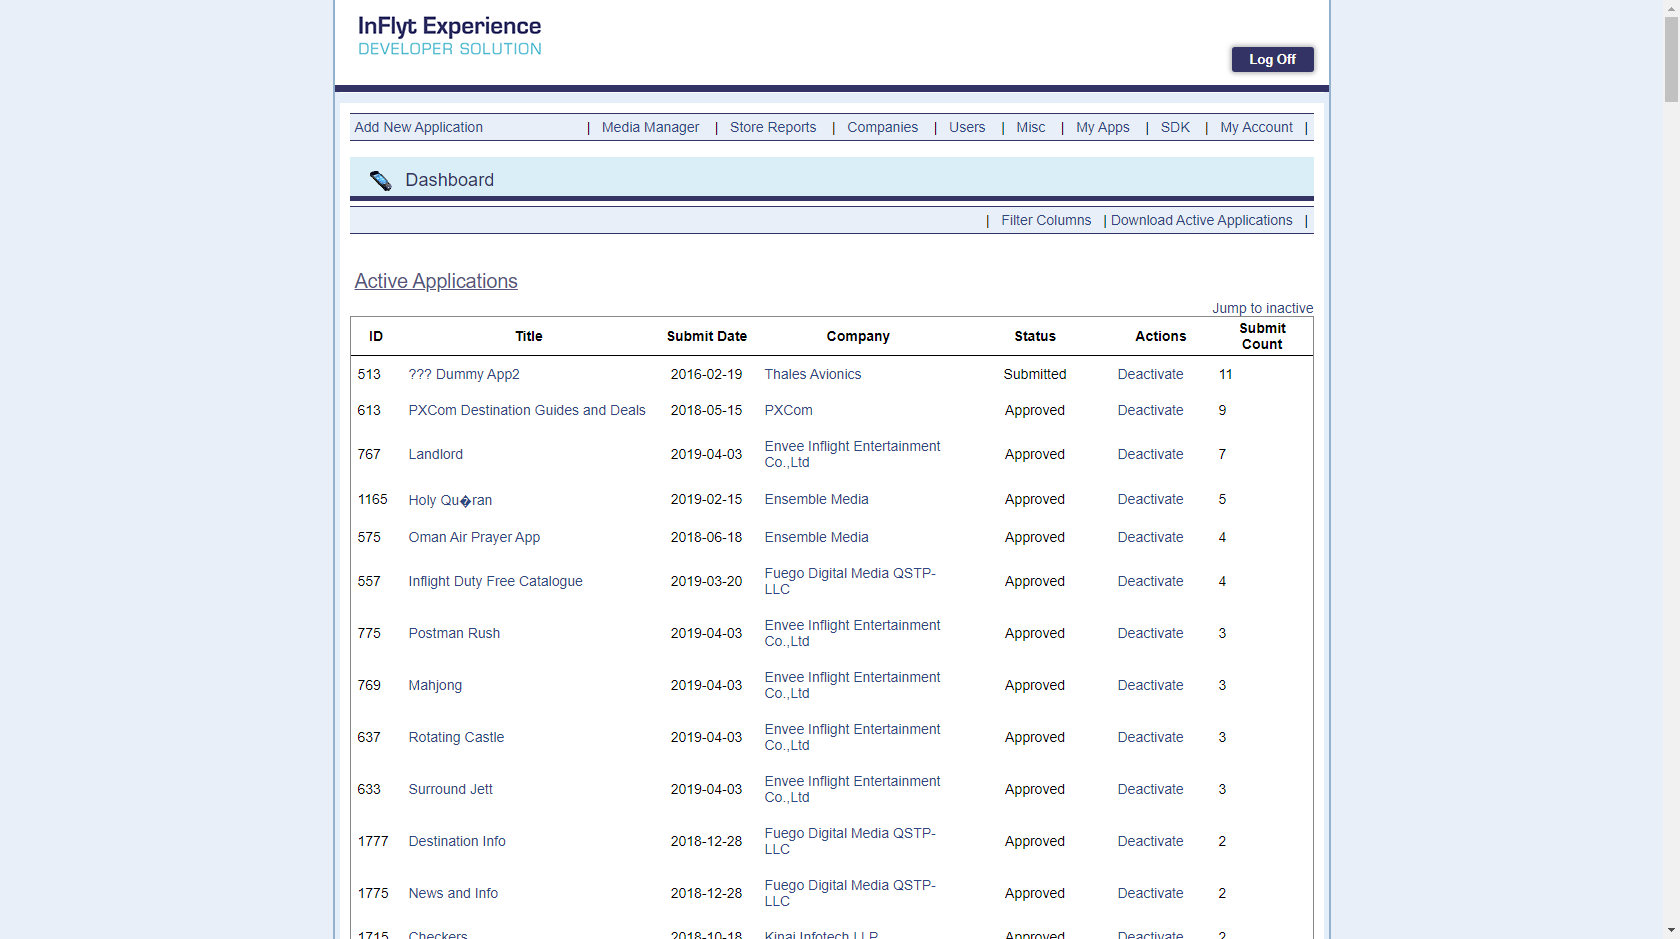 InFlyt Experience
DEVELOPER SOLUTION
Log Off
Add New Application | Media Manager | Store Reports | Companies | Users | Misc | My Apps | SDK | My Account |
Dashboard
| Filter Columns | Download Active Applications |
Active Applications
Jump to inactive
ID Title Submit Date Company Status Actions Submit Count
513 ??? Dummy App2 2016-02-19 Thales Avionics Submitted Deactivate 11
613 PXCom Destination Guides and Deals 2018-05-15 PXCom Approved Deactivate 9
767 Landlord 2019-04-03 Envee Inflight Entertainment Co.,Ltd Approved Deactivate 7
1165 Holy Qu�ran 2019-02-15 Ensemble Media Approved Deactivate 5
575 Oman Air Prayer App 2018-06-18 Ensemble Media Approved Deactivate 4
557 Inflight Duty Free Catalogue 2019-03-20 Fuego Digital Media QSTP-LLC Approved Deactivate 4
775 Postman Rush 2019-04-03 Envee Inflight Entertainment Co.,Ltd Approved Deactivate 3
769 Mahjong 2019-04-03 Envee Inflight Entertainment Co.,Ltd Approved Deactivate 3
637 Rotating Castle 2019-04-03 Envee Inflight Entertainment Co.,Ltd Approved Deactivate 3
633 Surround Jett 2019-04-03 Envee Inflight Entertainment Co.,Ltd Approved Deactivate 3
1777 Destination Info 2018-12-28 Fuego Digital Media QSTP-LLC Approved Deactivate 2
1775 News and Info 2018-12-28 Fuego Digital Media QSTP-LLC Approved Deactivate 2
1715 Checkers 2018-10-18 Kinai Infotech LLP Approved Deactivate 2